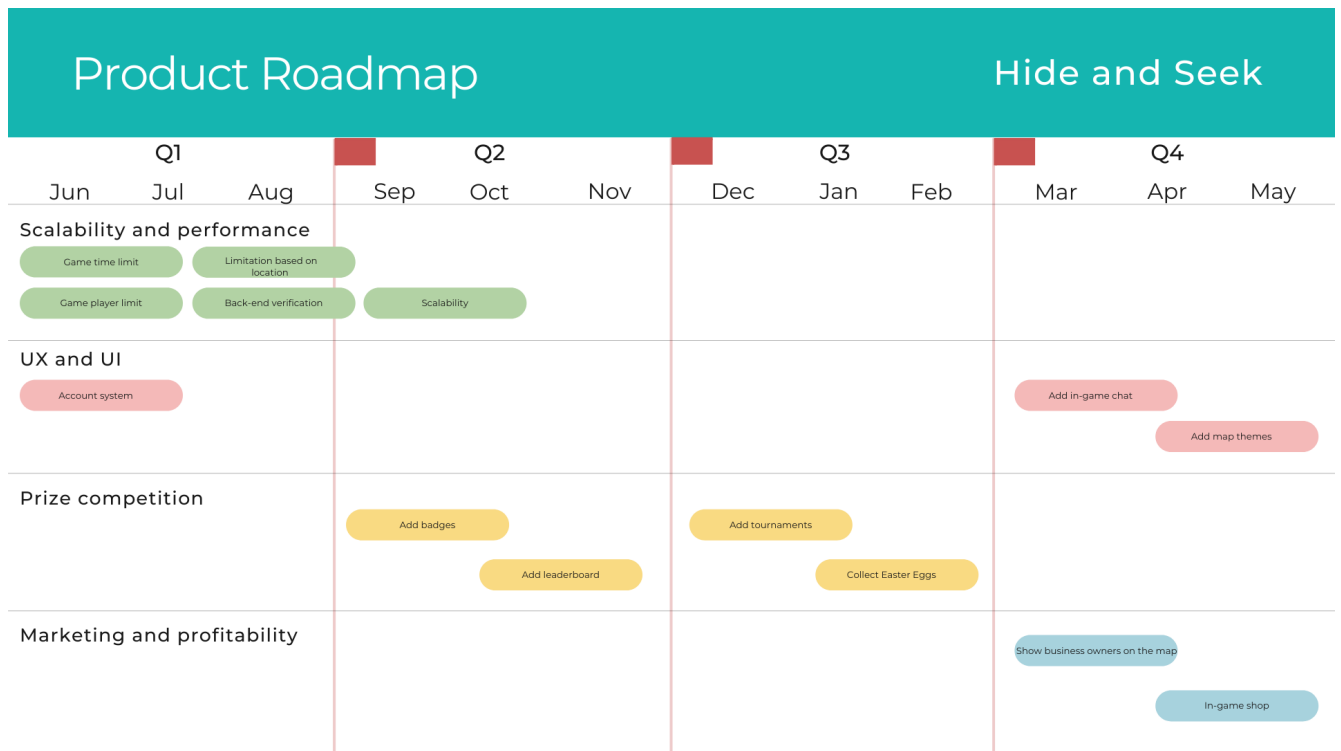 Product Roadmap
Hide and Seek
Q1
Q2
Q3
Q4
Jun
Jul
Aug
Sep
Oct
Nov
Dec
Jan
Feb
Mar
Apr
May
Scalability and performance
Game time limit
Limitation based on
location
Game player limit
Back-end verification
Scalability
UX and UI
Account system
Add in-game chat
Add map themes
Prize competition
Add badges
Add tournaments
Add leaderboard
Collect Easter Eggs
Marketing and profitability
Show business owners on the map
In-game shop